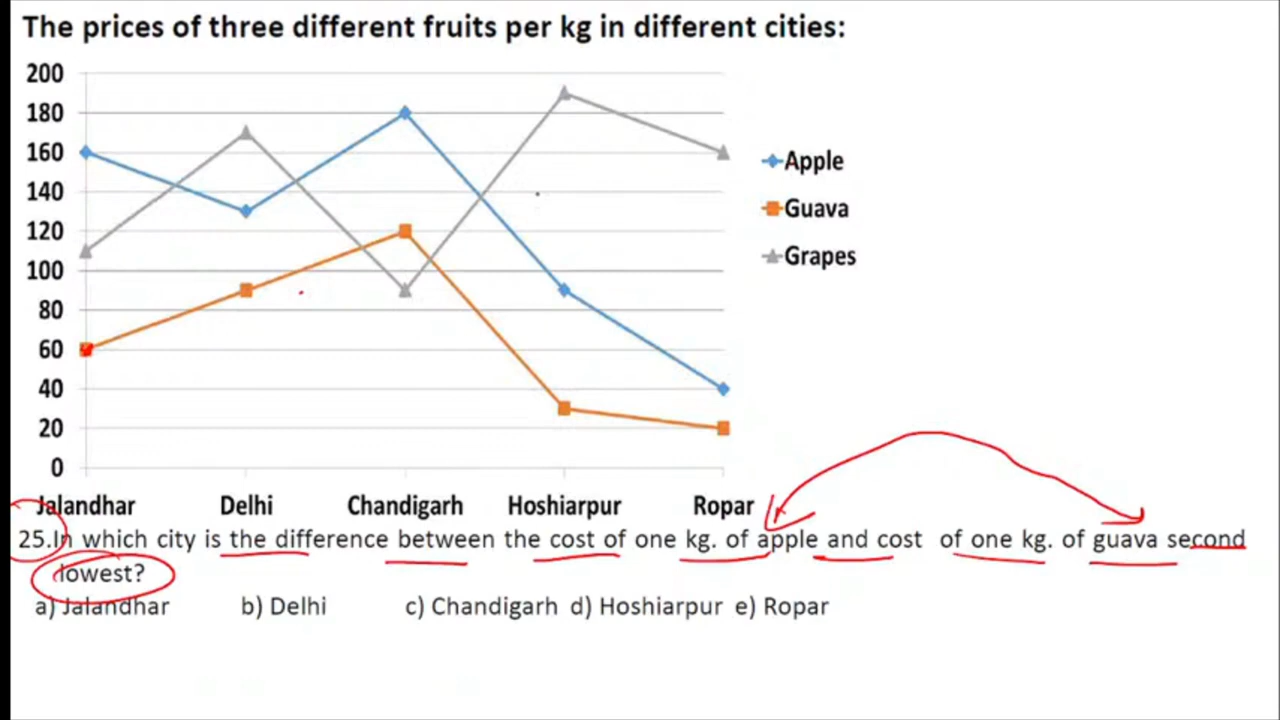 The prices of three different fruits per kg in different cities:
200
180
160
140
120
100
80
60
40
20
0
Jalandhar Delhi Chandigarh Hoshiarpur Ropar
Apple
Guava
Grapes
25.In which city is the difference between the cost of one kg. of apple and cost of one kg. of guava second
lowest?
a) Jalandhar b) Delhi c) Chandigarh d) Hoshiarpur e) Ropar